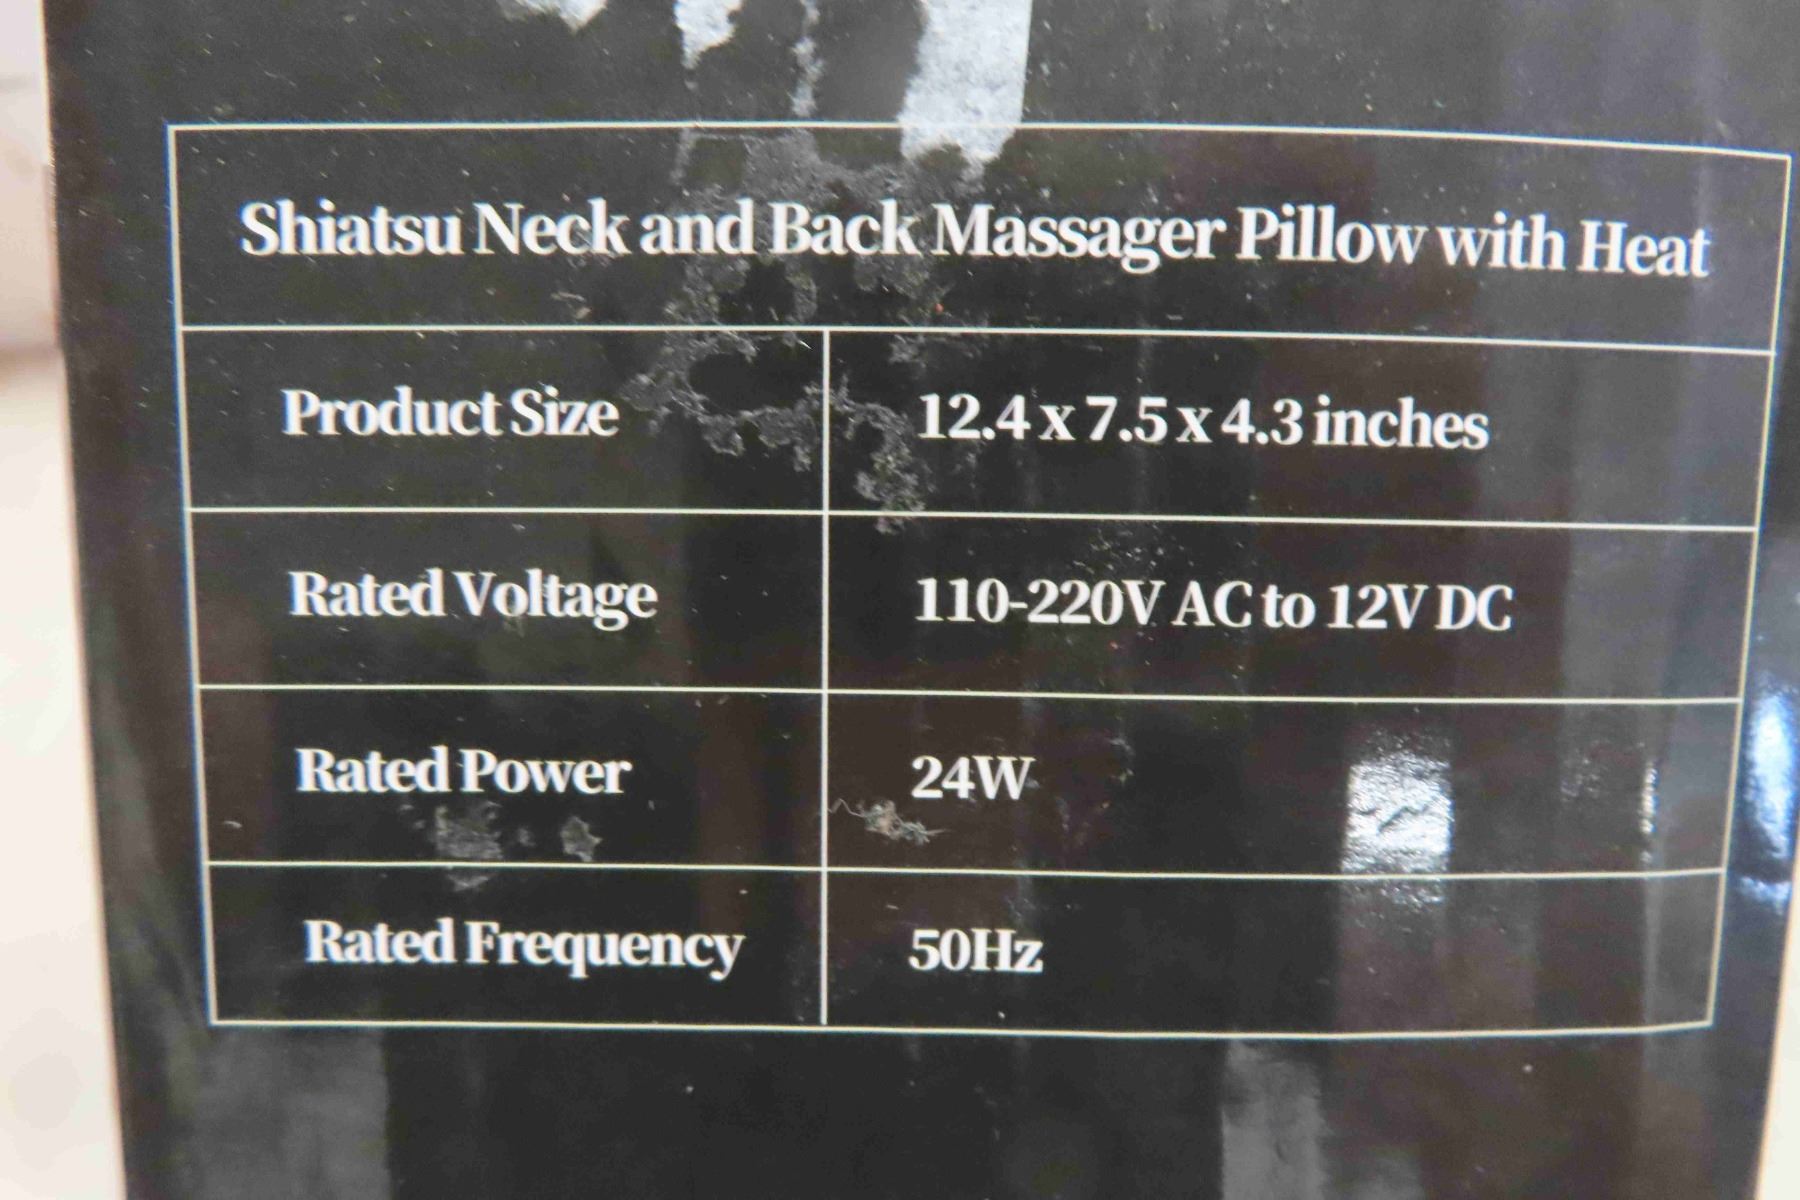 Shiatsu Neck and Back Massager Pillow with Heat
Product Size 12.4 x 7.5 x 4.3 inches
Rated Voltage 110-220V AC to 12V DC
Rated Power 24W
Rated Frequency 50Hz